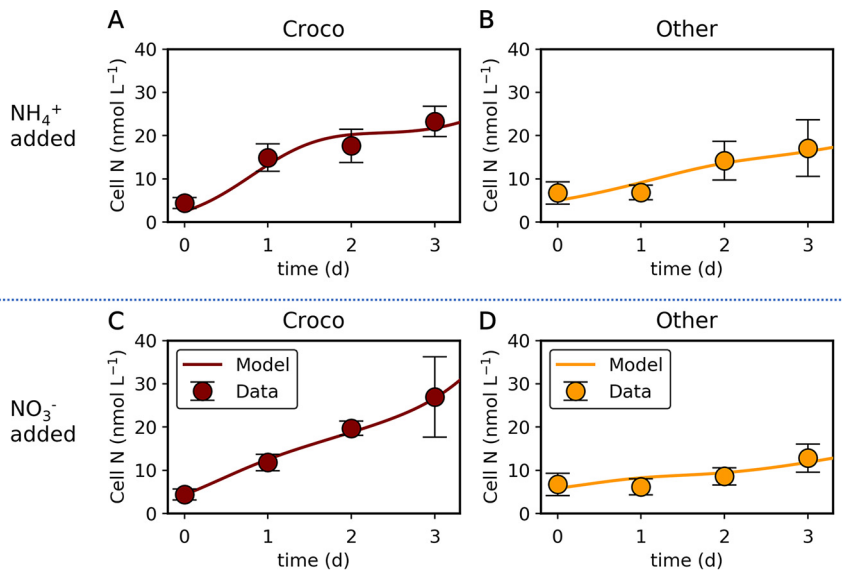 A
Croco
B
Other
NH₄⁺
added
Cell N (nmol L⁻¹)
40
30
20
10
0
0 1 2 3
time (d)
Cell N (nmol L⁻¹)
40
30
20
10
0
0 1 2 3
time (d)
C
Croco
D
Other
NO₃⁻
added
Cell N (nmol L⁻¹)
40
30
20
10
0
Model
Data
0 1 2 3
time (d)
Cell N (nmol L⁻¹)
40
30
20
10
0
Model
Data
0 1 2 3
time (d)